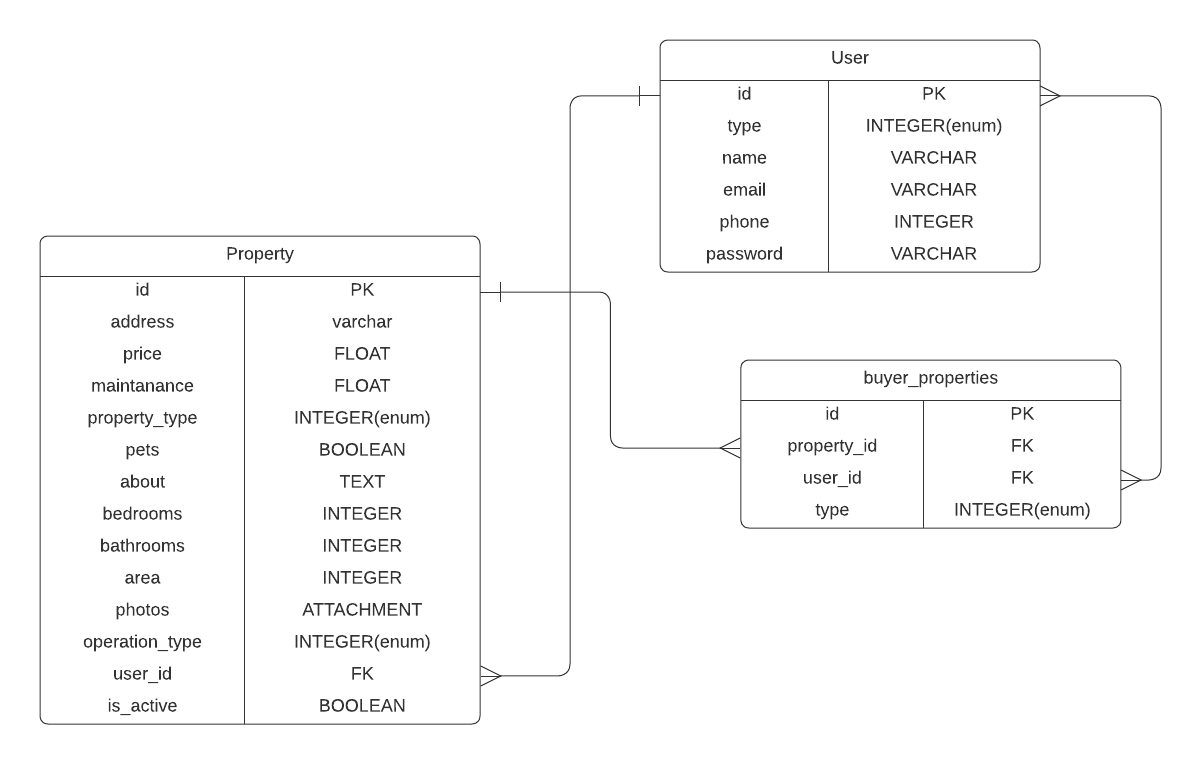 User
id PK
type INTEGER(enum)
name VARCHAR
email VARCHAR
phone INTEGER
password VARCHAR
Property
id PK
address varchar
price FLOAT
maintanance FLOAT
property_type INTEGER(enum)
pets BOOLEAN
about TEXT
bedrooms INTEGER
bathrooms INTEGER
area INTEGER
photos ATTACHMENT
operation_type INTEGER(enum)
user_id FK
is_active BOOLEAN
buyer_properties
id PK
property_id FK
user_id FK
type INTEGER(enum)